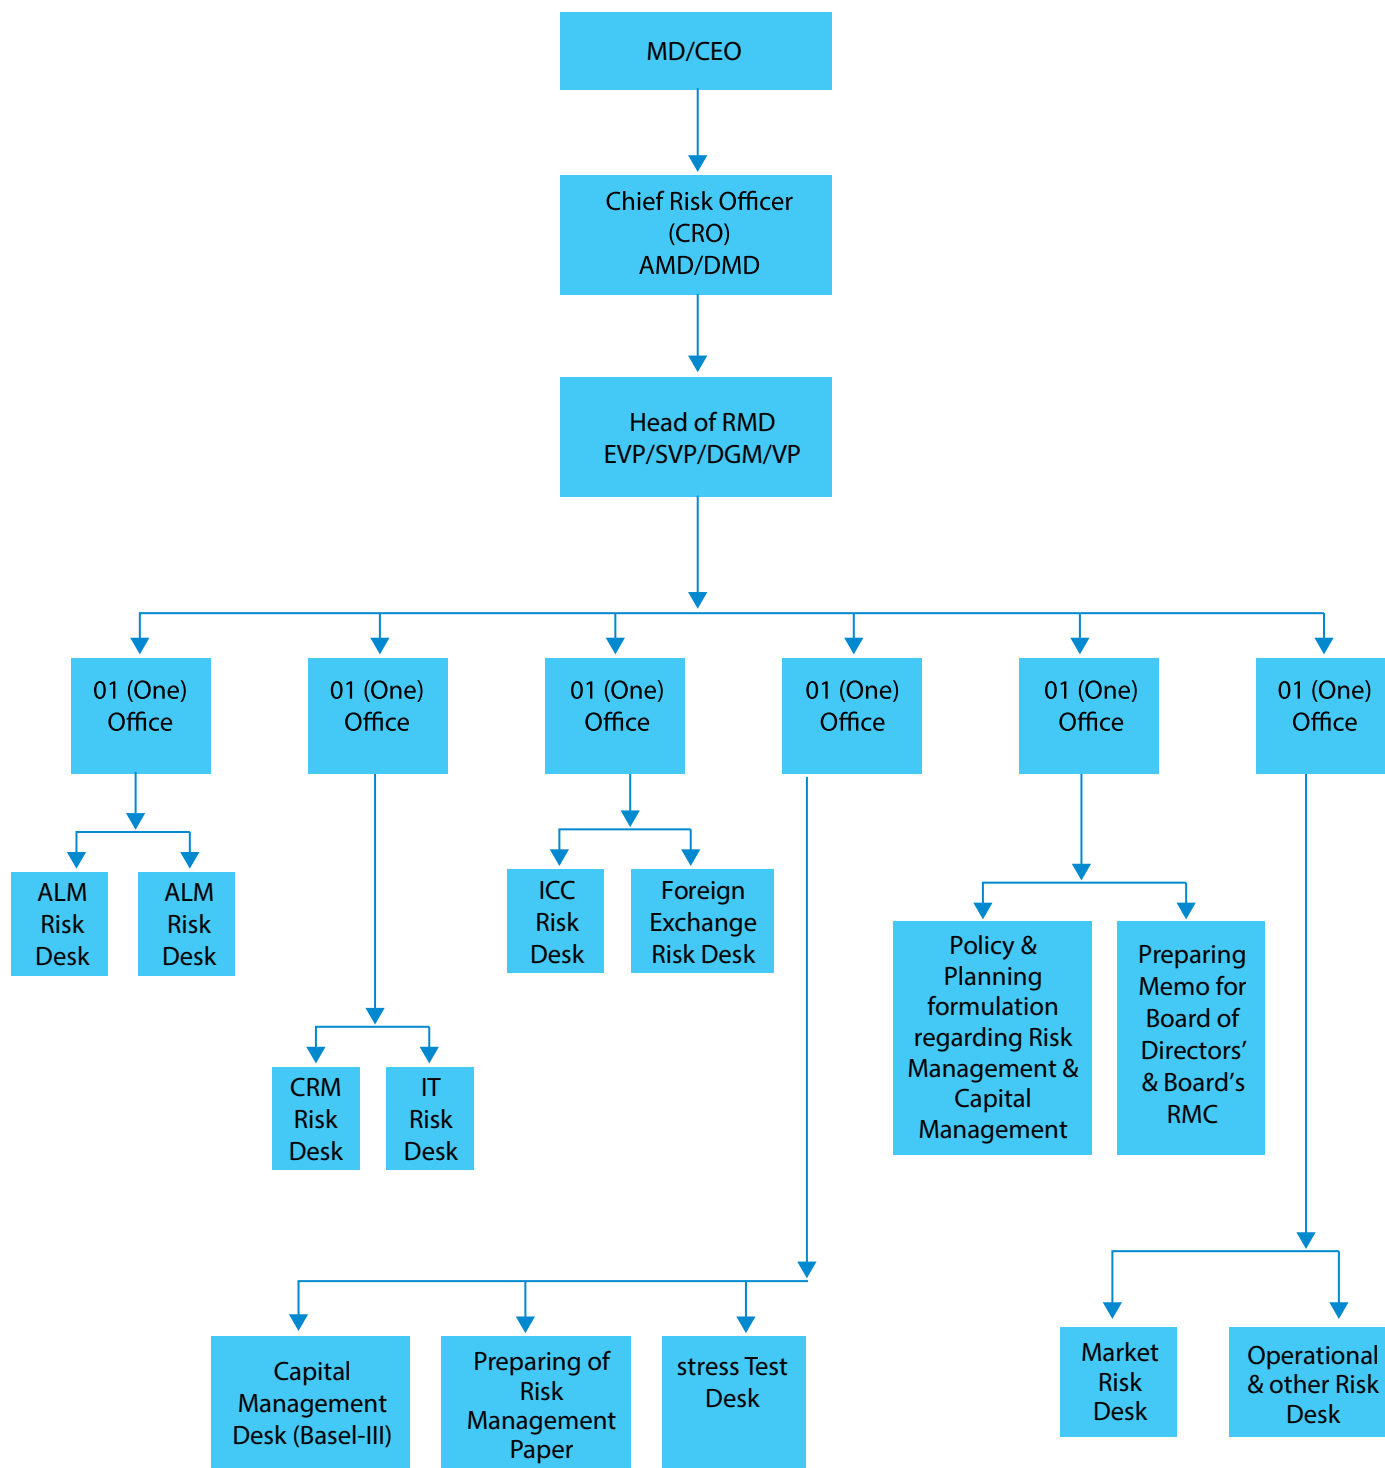 MD/CEO
Chief Risk Officer
(CRO)
AMD/DMD
Head of RMD
EVP/SVP/DGM/VP
01 (One)
Office
01 (One)
Office
01 (One)
Office
01 (One)
Office
01 (One)
Office
01 (One)
Office
ALM
Risk
Desk
ALM
Risk
Desk
ICC
Risk
Desk
Foreign
Exchange
Risk Desk
Policy &
Planning
formulation
regarding Risk
Management &
Capital
Management
Preparing
Memo for
Board of
Directors’
& Board’s
RMC
CRM
Risk
Desk
IT
Risk
Desk
Capital
Management
Desk (Basel-III)
Preparing of
Risk
Management
Paper
stress Test
Desk
Market
Risk
Desk
Operational
& other Risk
Desk